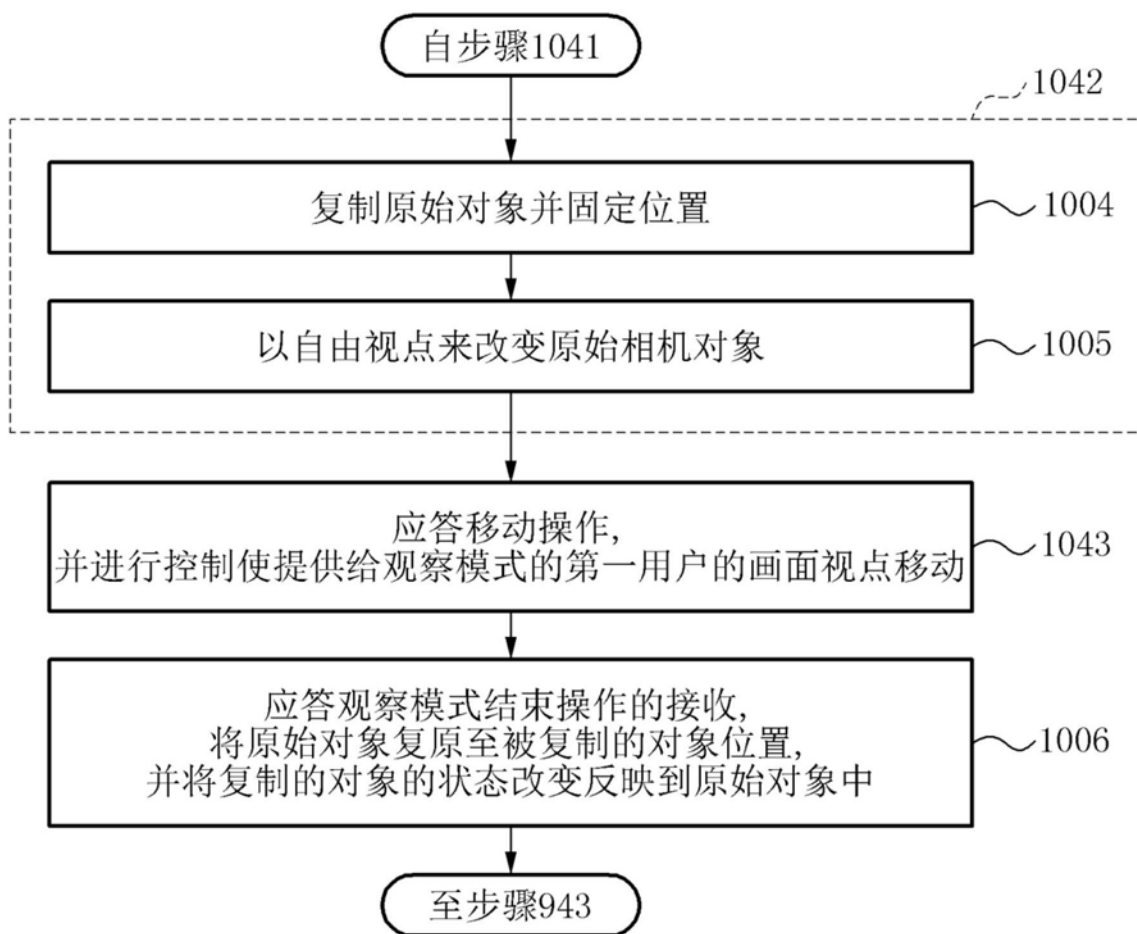 自步骤1041
1042
复制原始对象并固定位置
1004
以自由视点来改变原始相机对象
1005
应答移动操作,
并进行控制使提供给观察模式的第一用户的画面视点移动
1043
应答观察模式结束操作的接收,
将原始对象复原至被复制的对象位置,
并将复制的对象的状态改变反映到原始对象中
1006
至步骤943